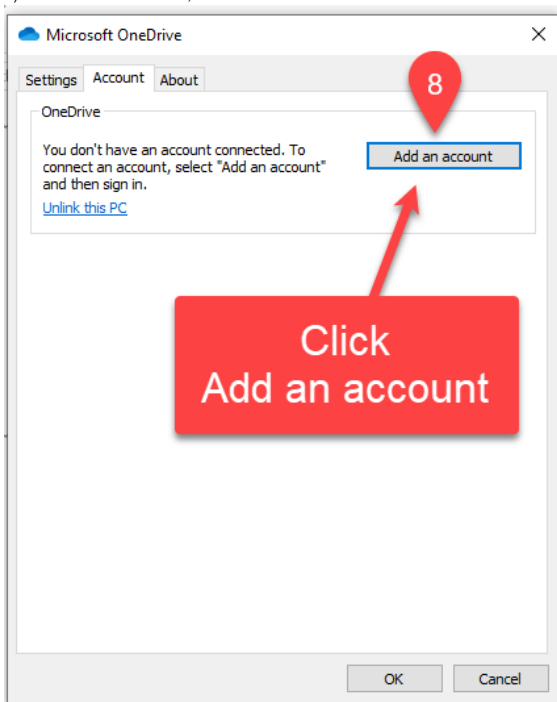 Microsoft OneDrive
Settings Account About
8
OneDrive
You don't have an account connected. To
connect an account, select "Add an account"
and then sign in.
Add an account
Unlink this PC
Click
Add an account
OK Cancel